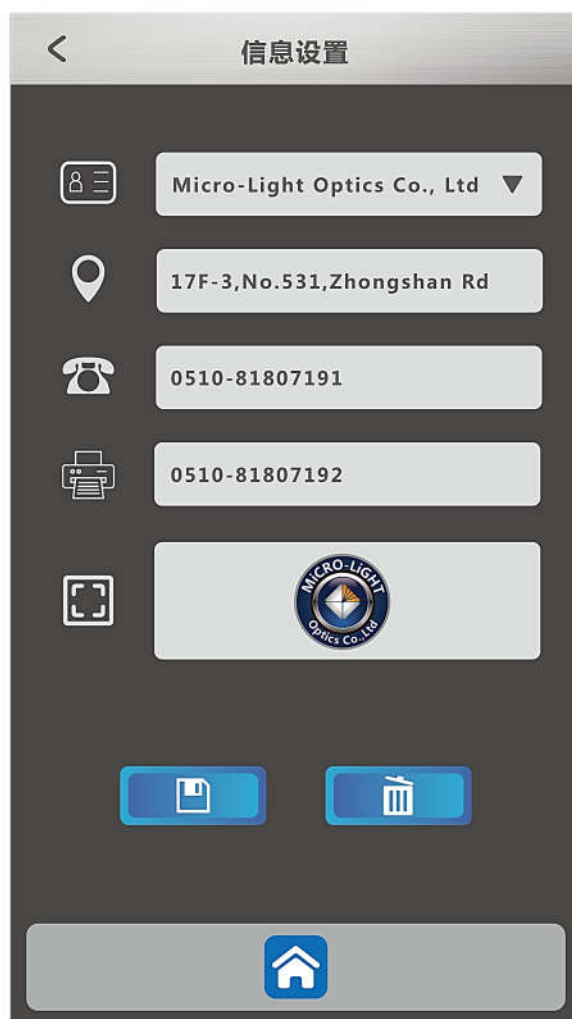 信息设置
Micro-Light Optics Co., Ltd
17F-3,No.531,Zhongshan Rd
0510-81807191
0510-81807192
MiCRO-LiGHT
Optics Co.,Ltd